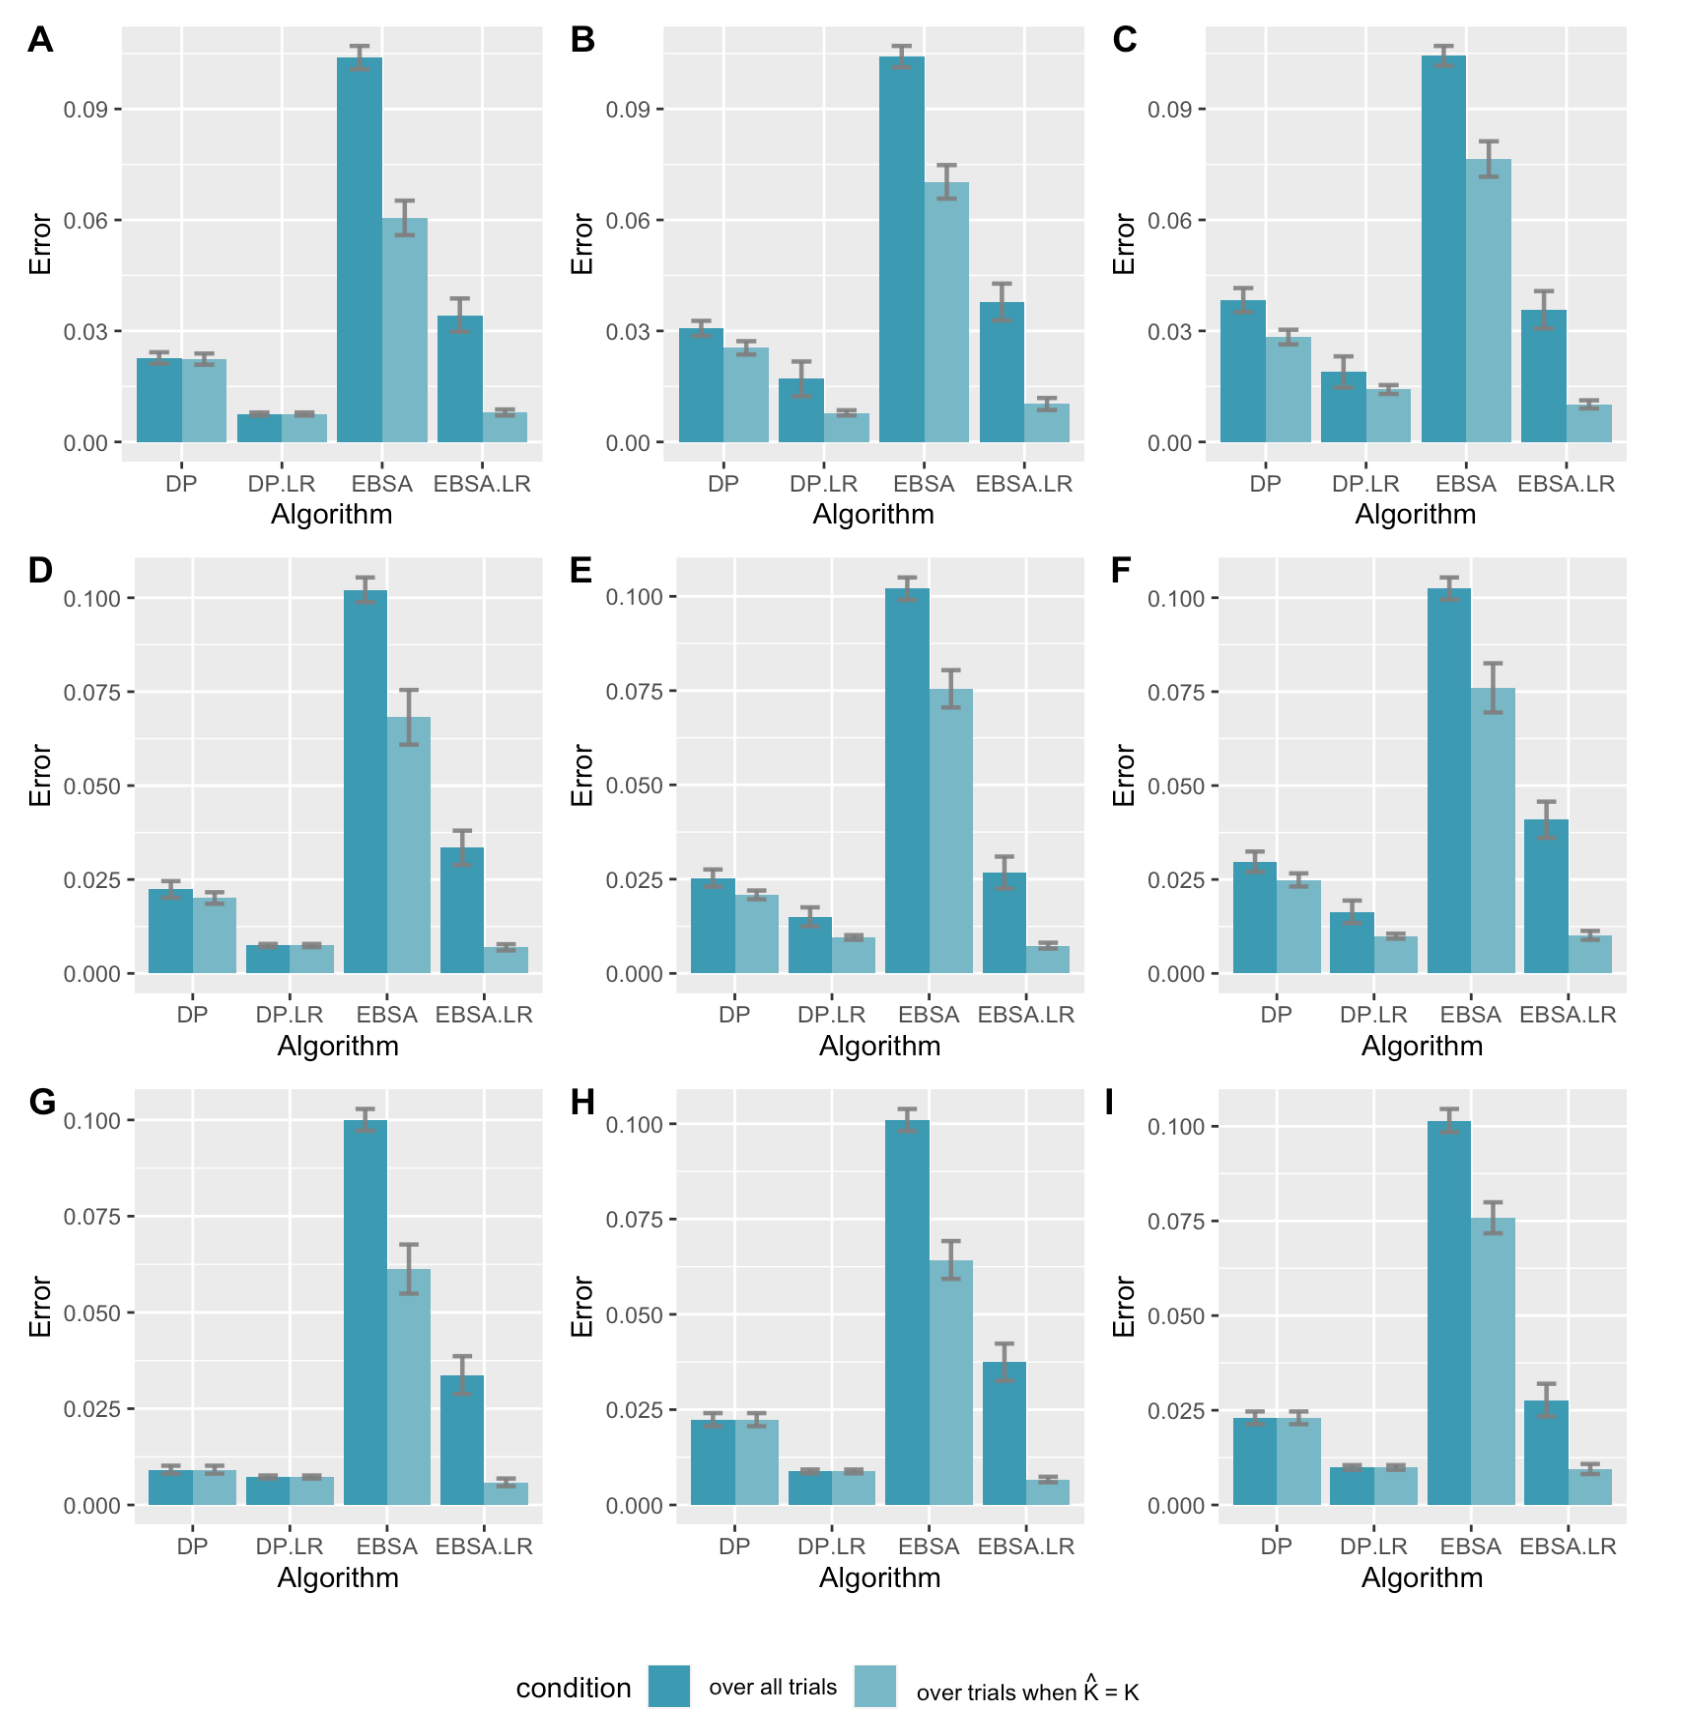 A
B
C
Error
0.09
0.06
0.03
0.00
DP DP.LR EBSA EBSA.LR
Algorithm
Error
0.09
0.06
0.03
0.00
DP DP.LR EBSA EBSA.LR
Algorithm
Error
0.09
0.06
0.03
0.00
DP DP.LR EBSA EBSA.LR
Algorithm
D
E
F
Error
0.100
0.075
0.050
0.025
0.000
DP DP.LR EBSA EBSA.LR
Algorithm
Error
0.100
0.075
0.050
0.025
0.000
DP DP.LR EBSA EBSA.LR
Algorithm
Error
0.100
0.075
0.050
0.025
0.000
DP DP.LR EBSA EBSA.LR
Algorithm
G
H
I
Error
0.100
0.075
0.050
0.025
0.000
DP DP.LR EBSA EBSA.LR
Algorithm
Error
0.100
0.075
0.050
0.025
0.000
DP DP.LR EBSA EBSA.LR
Algorithm
Error
0.100
0.075
0.050
0.025
0.000
DP DP.LR EBSA EBSA.LR
Algorithm
condition over all trials over trials when K̂ = K